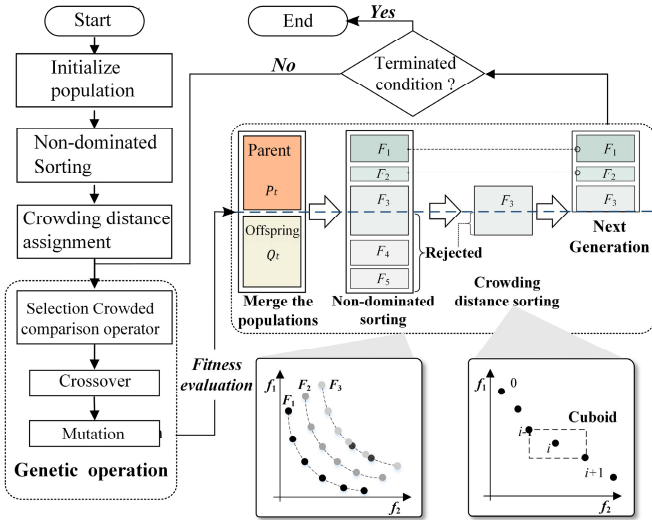 Start
End
Yes
Initialize
population
No
Terminated
condition ?
Non-dominated
Sorting
Crowding distance
assignment
Parent
Pt
Offspring
Qt
F1
F2
F3
F4
F5
F3
F1
F2
F3
Rejected
Next
Generation
Merge the
populations
Non-dominated
sorting
Crowding
distance sorting
Selection Crowded
comparison operator
Crossover
Mutation
Genetic operation
Fitness
evaluation
f1
F1
F2
F3
f2
f1
0
Cuboid
i-
i
i+1
f2